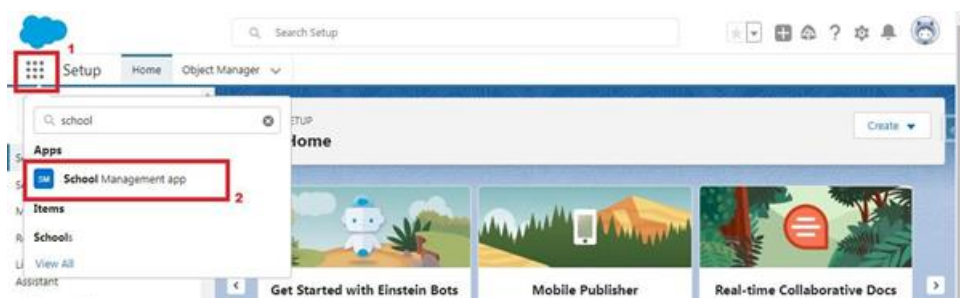 Search Setup
1
Setup Home Object Manager
school
SETUP
Home
Create
Apps
SM School Management app
2
Items
Schools
View All
Assistant
Get Started with Einstein Bots
Mobile Publisher
Real-time Collaborative Docs